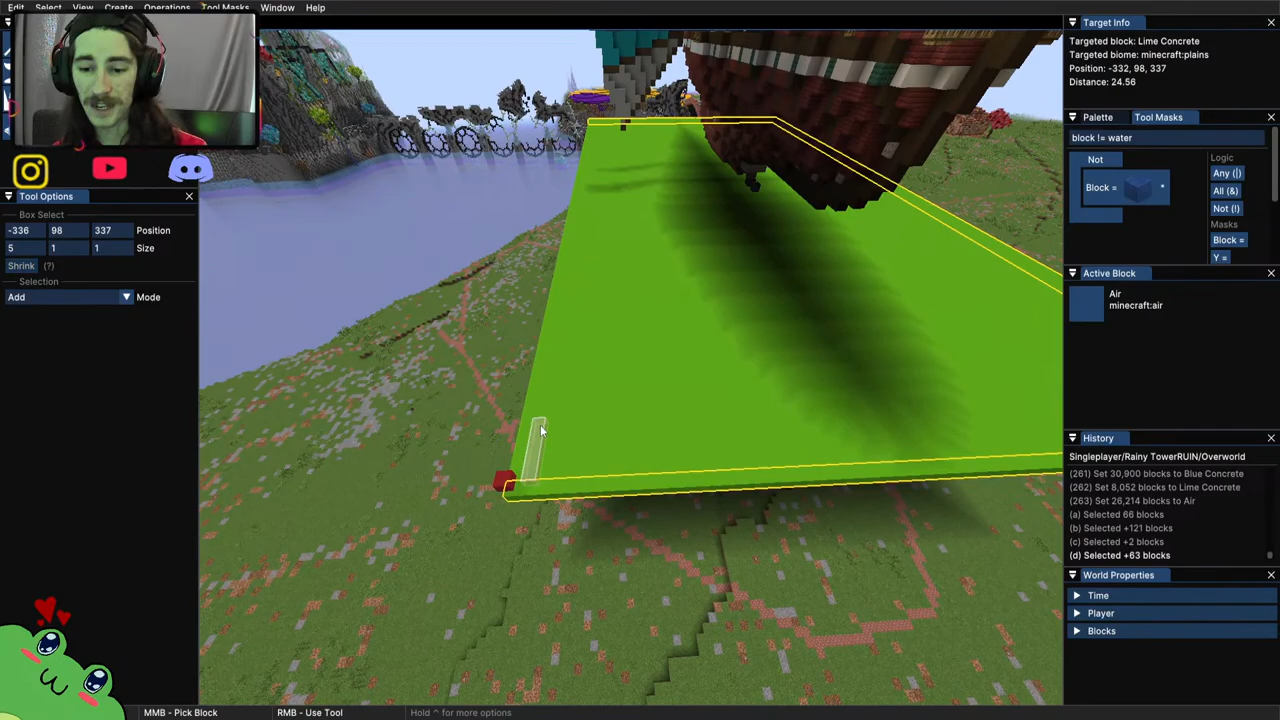 Edit Select View Create Operations Tool Masks Window Help
Tool Options
Box Select
-336 98 337 Position
5 1 1 Size
Shrink (?)
Selection
Add Mode
Target Info
Targeted block: Lime Concrete
Targeted biome: minecraft:plains
Position: -332, 98, 337
Distance: 24.56
Palette Tool Masks
block != water
Not
Block =
Logic
Any (|)
All (&)
Not (!)
Masks
Block =
Y =
Active Block
Air
minecraft:air
History
Singleplayer/Rainy TowerRUIN/Overworld
(261) Set 30,900 blocks to Blue Concrete
(262) Set 8,052 blocks to Lime Concrete
(263) Set 26,214 blocks to Air
(a) Selected 66 blocks
(b) Selected +121 blocks
(c) Selected +2 blocks
(d) Selected +63 blocks
World Properties
Time
Player
Blocks
MMB - Pick Block RMB - Use Tool Hold ^ for more options